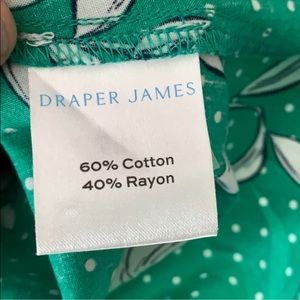 DRAPER JAMES
60% Cotton
40% Rayon